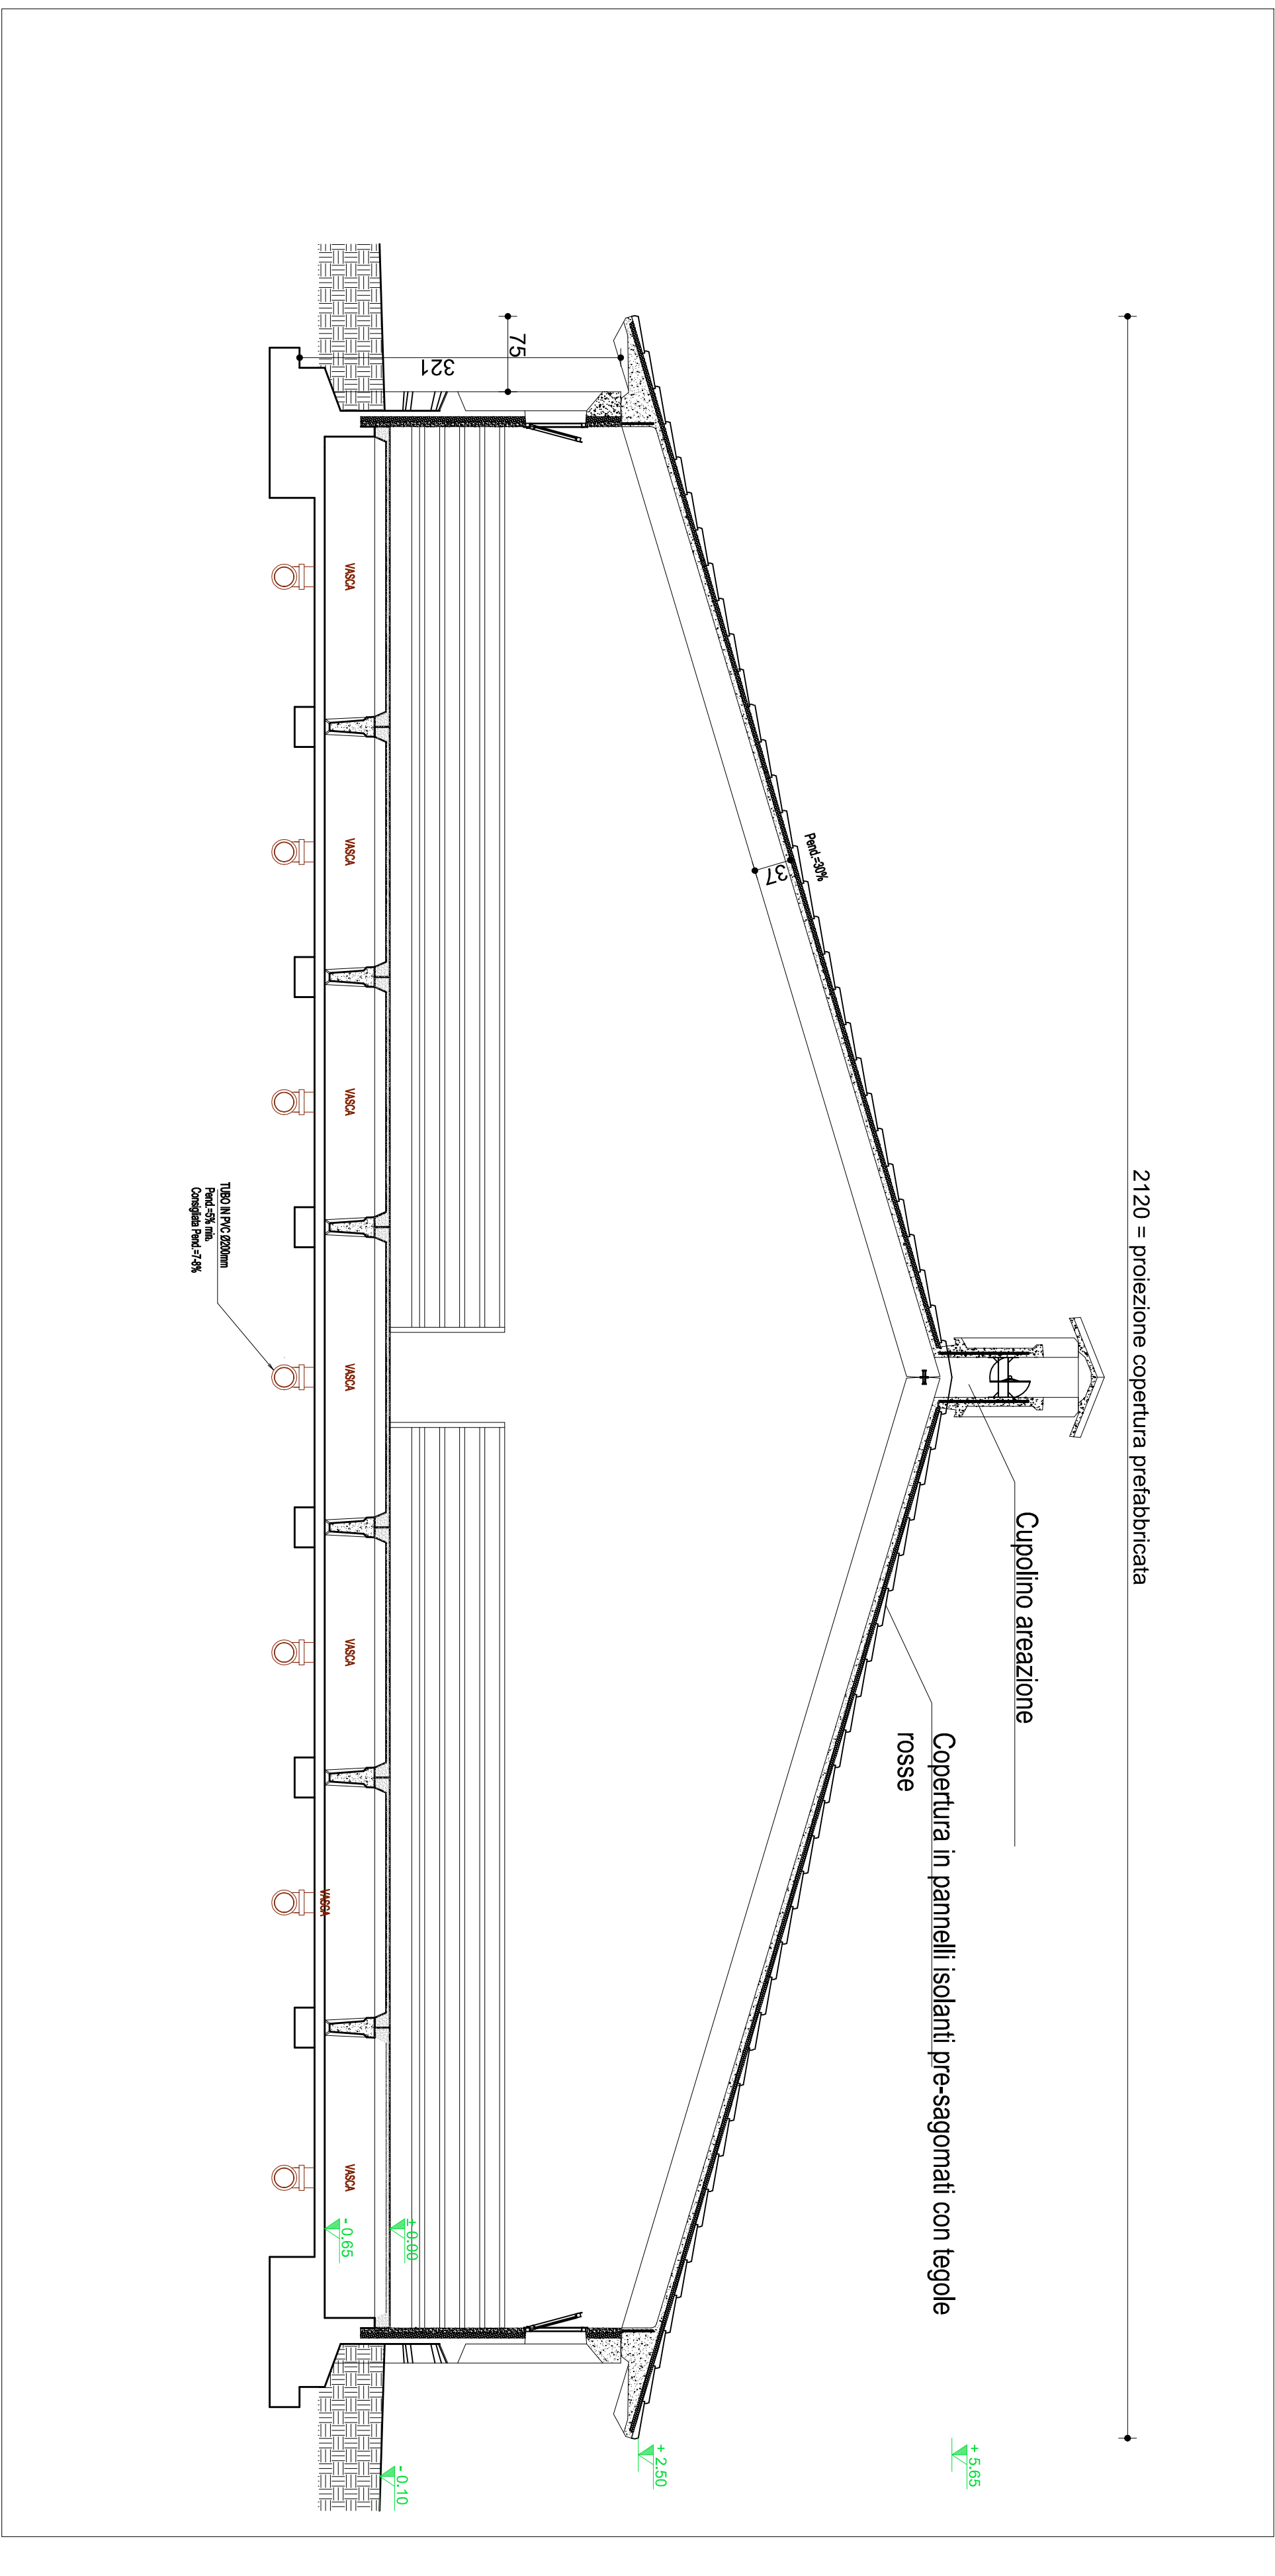 2120 = proiezione copertura prefabbricata
Cupolino areazione
Copertura in pannelli isolanti pre-sagomati con tegole
rosse
+ 5.65
Pend.=30%
37
+ 2.50
75
321
± 0.00
- 0.10
- 0.65
VASCA
VASCA
VASCA
VASCA
VASCA
VASCA
VASCA
TUBO IN PVC Ø200mm
Pend.=5% min.
Consigliata Pend.=7-8%